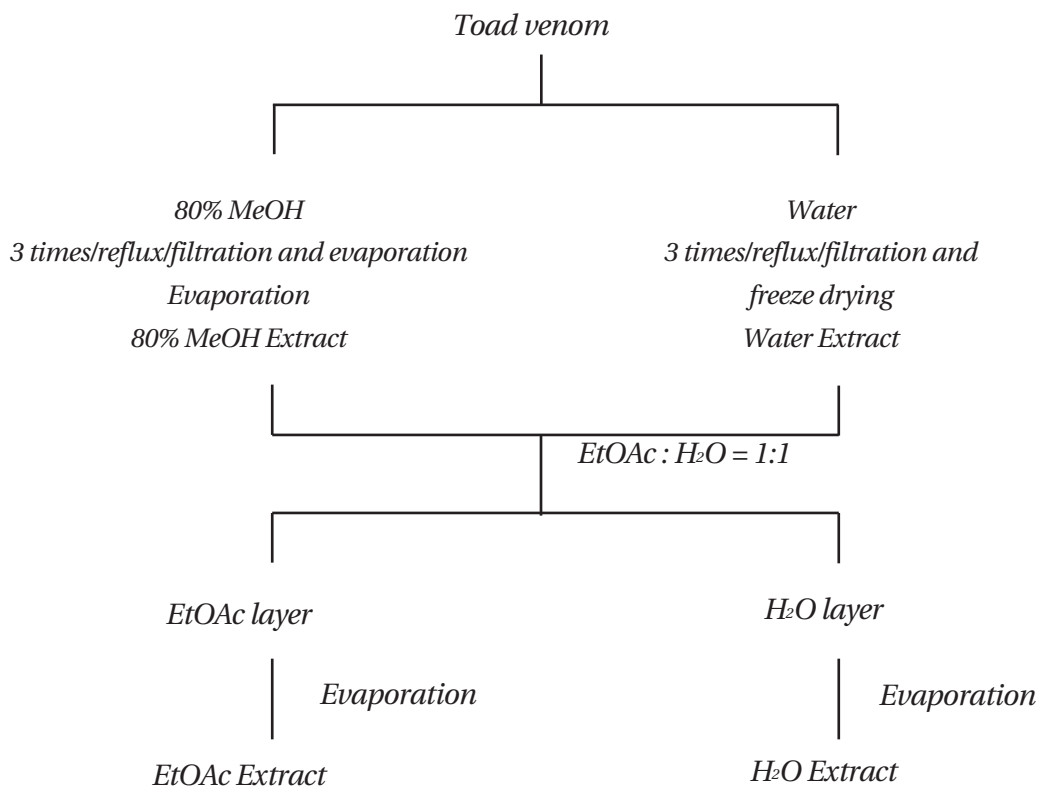 Toad venom
80% MeOH
3 times/reflux/filtration and evaporation
Evaporation
80% MeOH Extract
Water
3 times/reflux/filtration and
freeze drying
Water Extract
EtOAc : H₂O = 1:1
EtOAc layer
H₂O layer
Evaporation
Evaporation
EtOAc Extract
H₂O Extract